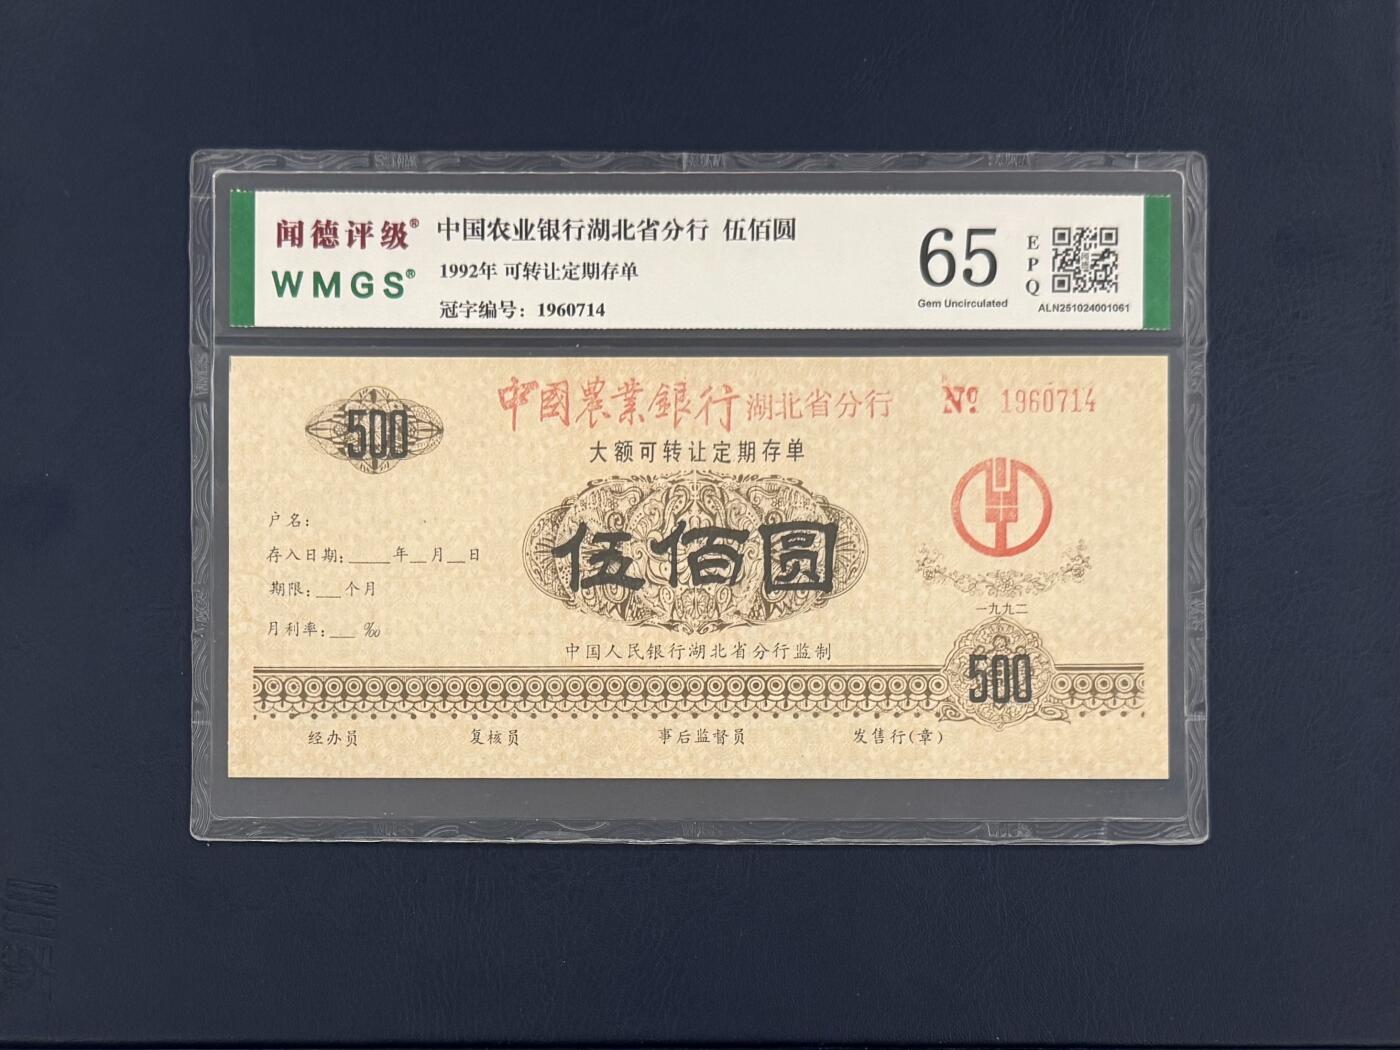 闻德评级®
WMGS®
中国农业银行湖北省分行 伍佰圆
1992年 可转让定期存单
冠字编号：1960714
65
Gem Uncirculated
EPQ
ALN251024001061
500
中國農業銀行湖北省分行
№ 1960714
大额可转让定期存单
户名:
存入日期:____年__月__日
期限:___个月
月利率:___‰
伍佰圆
一九九二
中国人民银行湖北省分行监制
500
经办员 复核员 事后监督员 发售行(章)